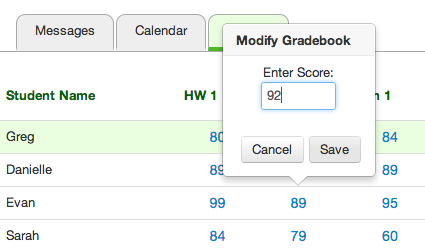 Messages Calendar
Modify Gradebook
Enter Score:
92
Cancel Save
Student Name HW 1 1
Greg 80 84
Danielle 89 89
Evan 99 89 95
Sarah 84 79 60